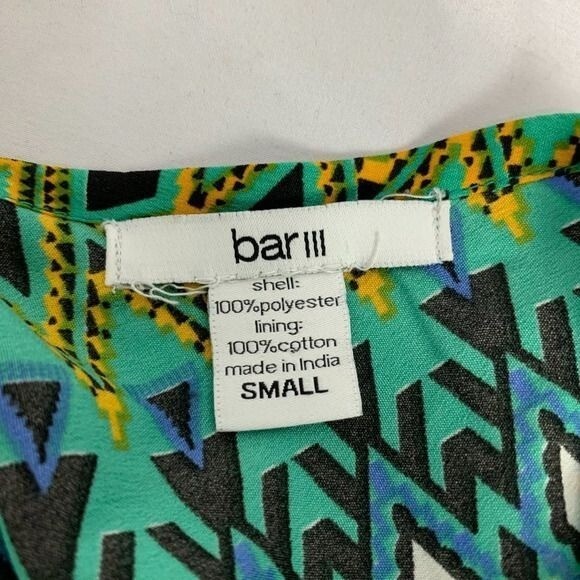 bar III
shell:
100%polyester
lining:
100%cotton
made in India
SMALL